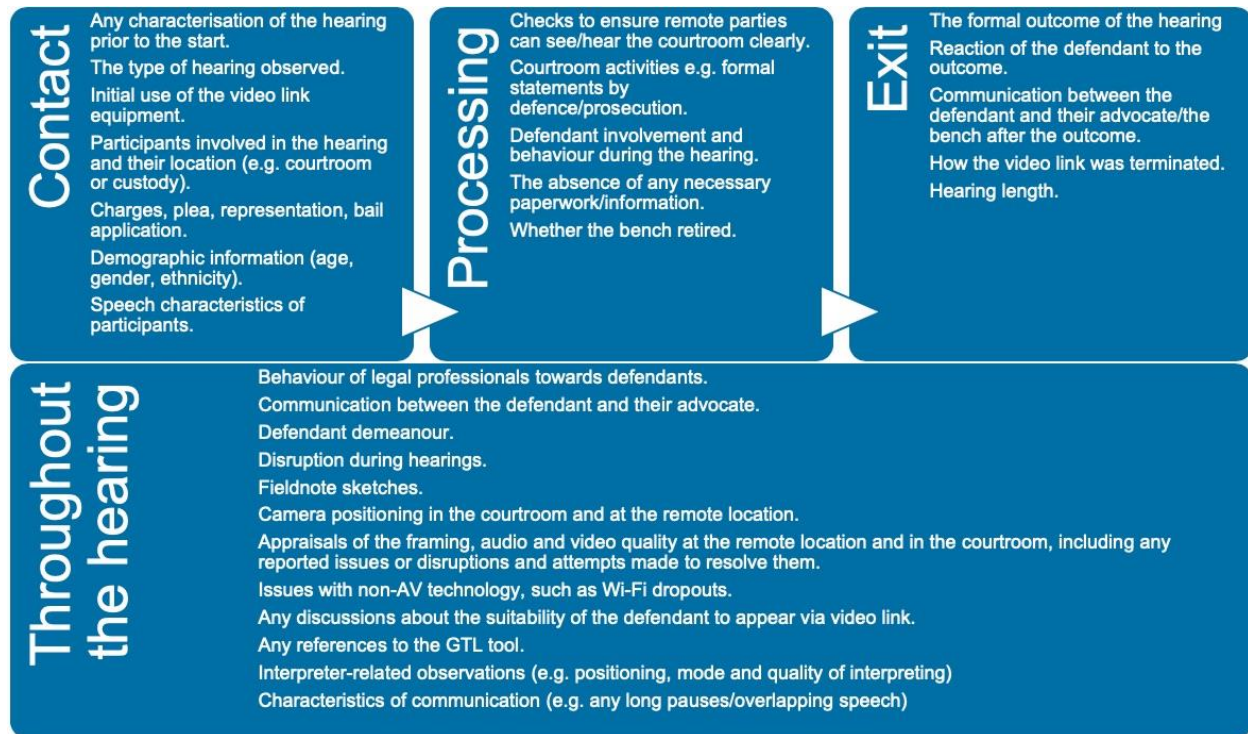 Contact
Any characterisation of the hearing
prior to the start.
The type of hearing observed.
Initial use of the video link
equipment.
Participants involved in the hearing
and their location (e.g. courtroom
or custody).
Charges, plea, representation, bail
application.
Demographic information (age,
gender, ethnicity).
Speech characteristics of
participants.
Processing
Checks to ensure remote parties
can see/hear the courtroom clearly.
Courtroom activities e.g. formal
statements by
defence/prosecution.
Defendant involvement and
behaviour during the hearing.
The absence of any necessary
paperwork/information.
Whether the bench retired.
Exit
The formal outcome of the hearing
Reaction of the defendant to the
outcome.
Communication between the
defendant and their advocate/the
bench after the outcome.
How the video link was terminated.
Hearing length.
Throughout
the hearing
Behaviour of legal professionals towards defendants.
Communication between the defendant and their advocate.
Defendant demeanour.
Disruption during hearings.
Fieldnote sketches.
Camera positioning in the courtroom and at the remote location.
Appraisals of the framing, audio and video quality at the remote location and in the courtroom, including any
reported issues or disruptions and attempts made to resolve them.
Issues with non-AV technology, such as Wi-Fi dropouts.
Any discussions about the suitability of the defendant to appear via video link.
Any references to the GTL tool.
Interpreter-related observations (e.g. positioning, mode and quality of interpreting)
Characteristics of communication (e.g. any long pauses/overlapping speech)